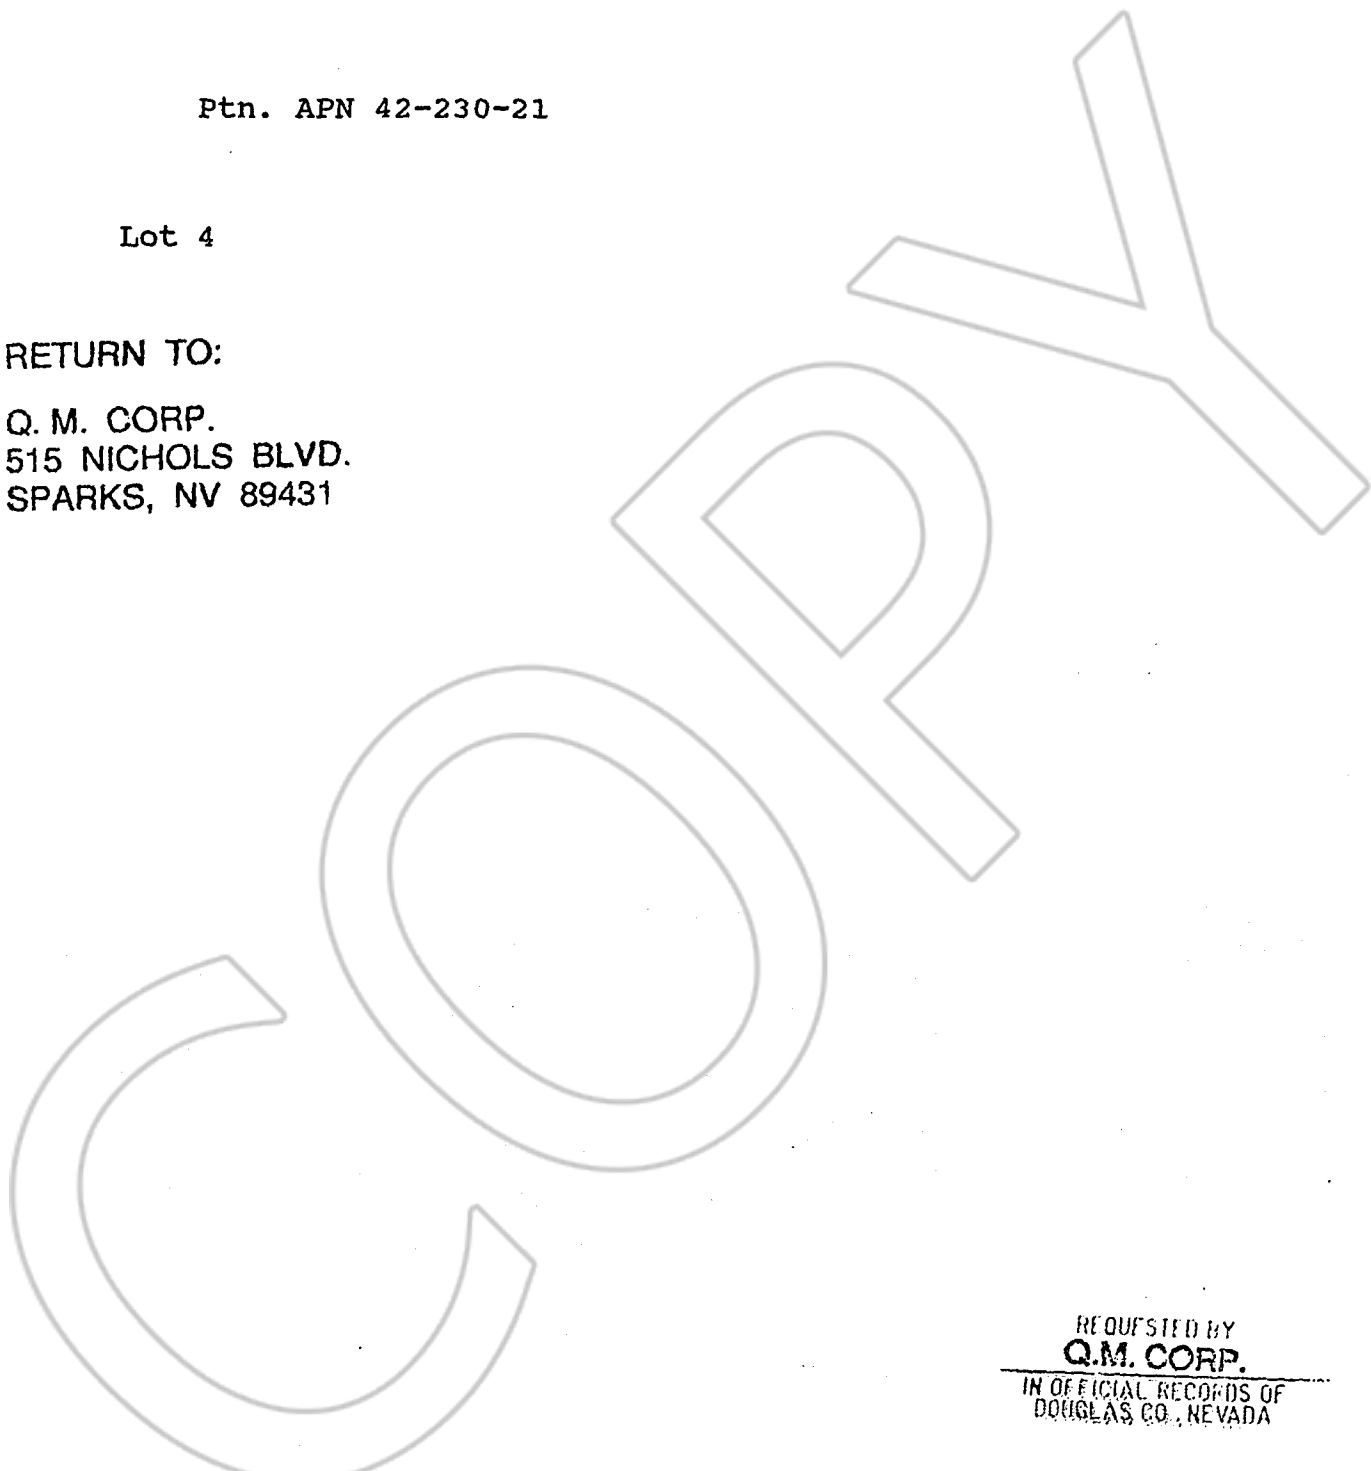 Ptn. APN 42-230-21
Lot 4
RETURN TO:
Q. M. CORP.
515 NICHOLS BLVD.
SPARKS, NV 89431
COPY
REQUESTED BY
Q.M. CORP.
IN OFFICIAL RECORDS OF
DOUGLAS CO., NEVADA